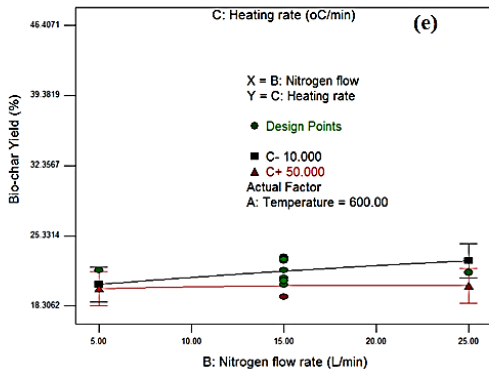 C: Heating rate (oC/min)
(e)
46.4071
39.3819
32.3567
25.3314
18.3062
Bio-char Yield (%)
X = B: Nitrogen flow
Y = C: Heating rate
Design Points
C- 10.000
C+ 50.000
Actual Factor
A: Temperature = 600.00
5.00
10.00
15.00
20.00
25.00
B: Nitrogen flow rate (L/min)